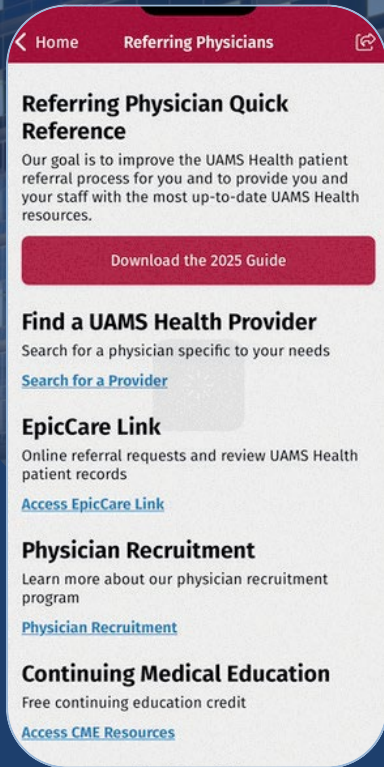 Home
Referring Physicians
Referring Physician Quick
Reference
Our goal is to improve the UAMS Health patient
referral process for you and to provide you and
your staff with the most up-to-date UAMS Health
resources.
Download the 2025 Guide
Find a UAMS Health Provider
Search for a physician specific to your needs
Search for a Provider
EpicCare Link
Online referral requests and review UAMS Health
patient records
Access EpicCare Link
Physician Recruitment
Learn more about our physician recruitment
program
Physician Recruitment
Continuing Medical Education
Free continuing education credit
Access CME Resources